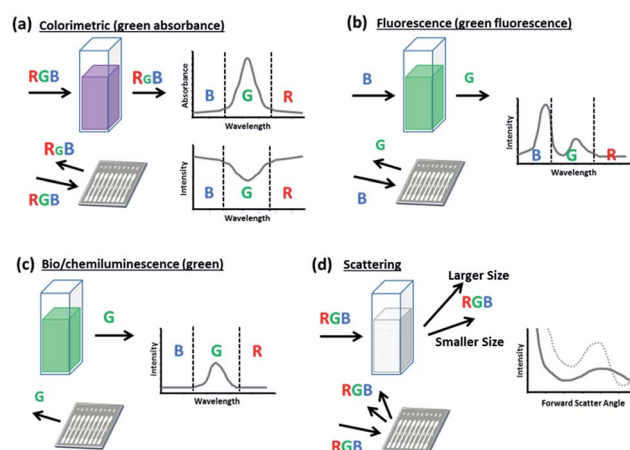 (a) Colorimetric (green absorbance)
RGB
RGB
Absorbance
B G R
Wavelength
RGB
RGB
Intensity
B G R
Wavelength
(b) Fluorescence (green fluorescence)
B
G
Intensity
B G R
Wavelength
G
B
(c) Bio/chemiluminescence (green)
G
Intensity
B G R
Wavelength
G
(d) Scattering
Larger Size
RGB
RGB
Smaller Size
Intensity
Forward Scatter Angle
RGB
RGB